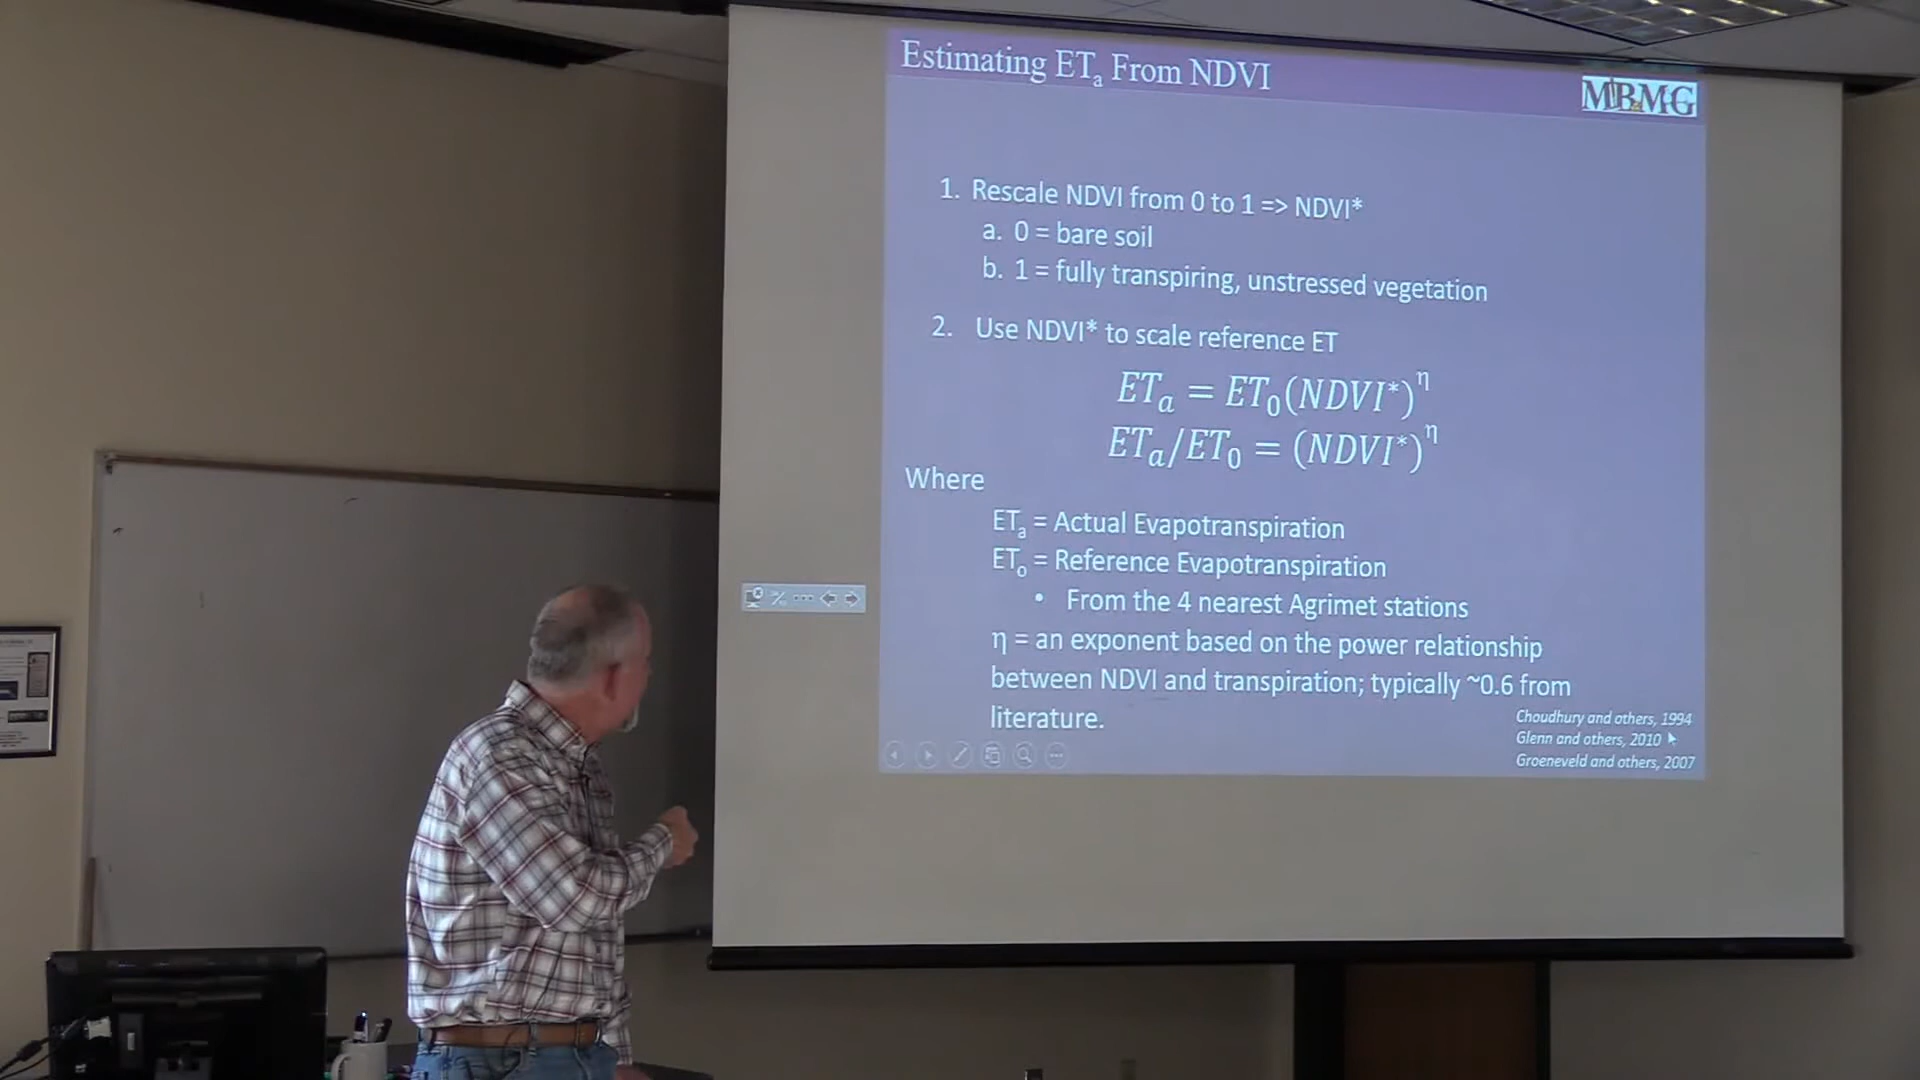 Estimating ETₐ From NDVI
MBMG
1. Rescale NDVI from 0 to 1 => NDVI*
a. 0 = bare soil
b. 1 = fully transpiring, unstressed vegetation
2. Use NDVI* to scale reference ET
ETₐ = ET₀(NDVI*)^η
ETₐ/ET₀ = (NDVI*)^η
Where
ETₐ = Actual Evapotranspiration
ETₒ = Reference Evapotranspiration
• From the 4 nearest Agrimet stations
η = an exponent based on the power relationship
between NDVI and transpiration; typically ~0.6 from
literature.
Choudhury and others, 1994
Glenn and others, 2010
Groeneveld and others, 2007